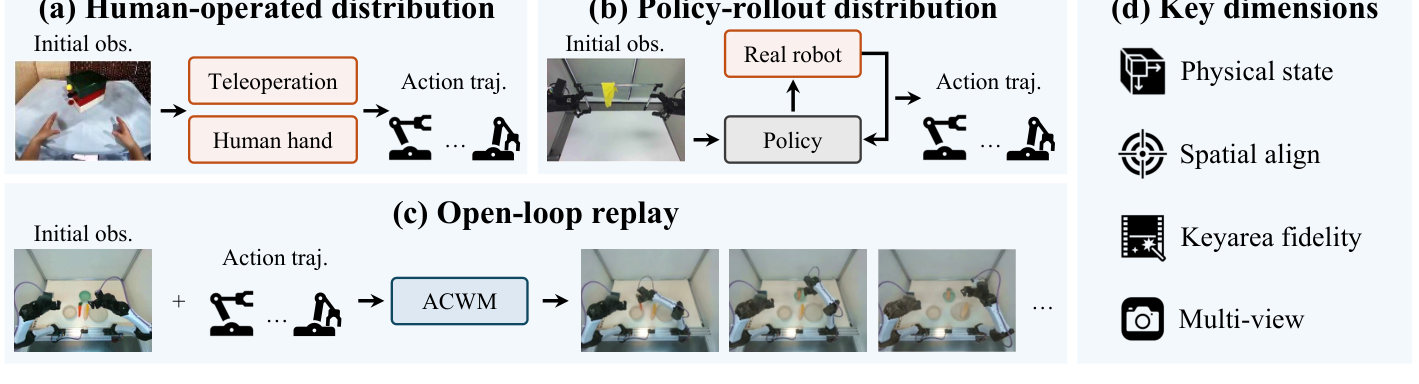 (a) Human-operated distribution
Initial obs.
Teleoperation
Human hand
Action traj.
...
(b) Policy-rollout distribution
Initial obs.
Real robot
Policy
Action traj.
...
(c) Open-loop replay
Initial obs.
+
Action traj.
...
ACWM
...
(d) Key dimensions
Physical state
Spatial align
Keyarea fidelity
Multi-view